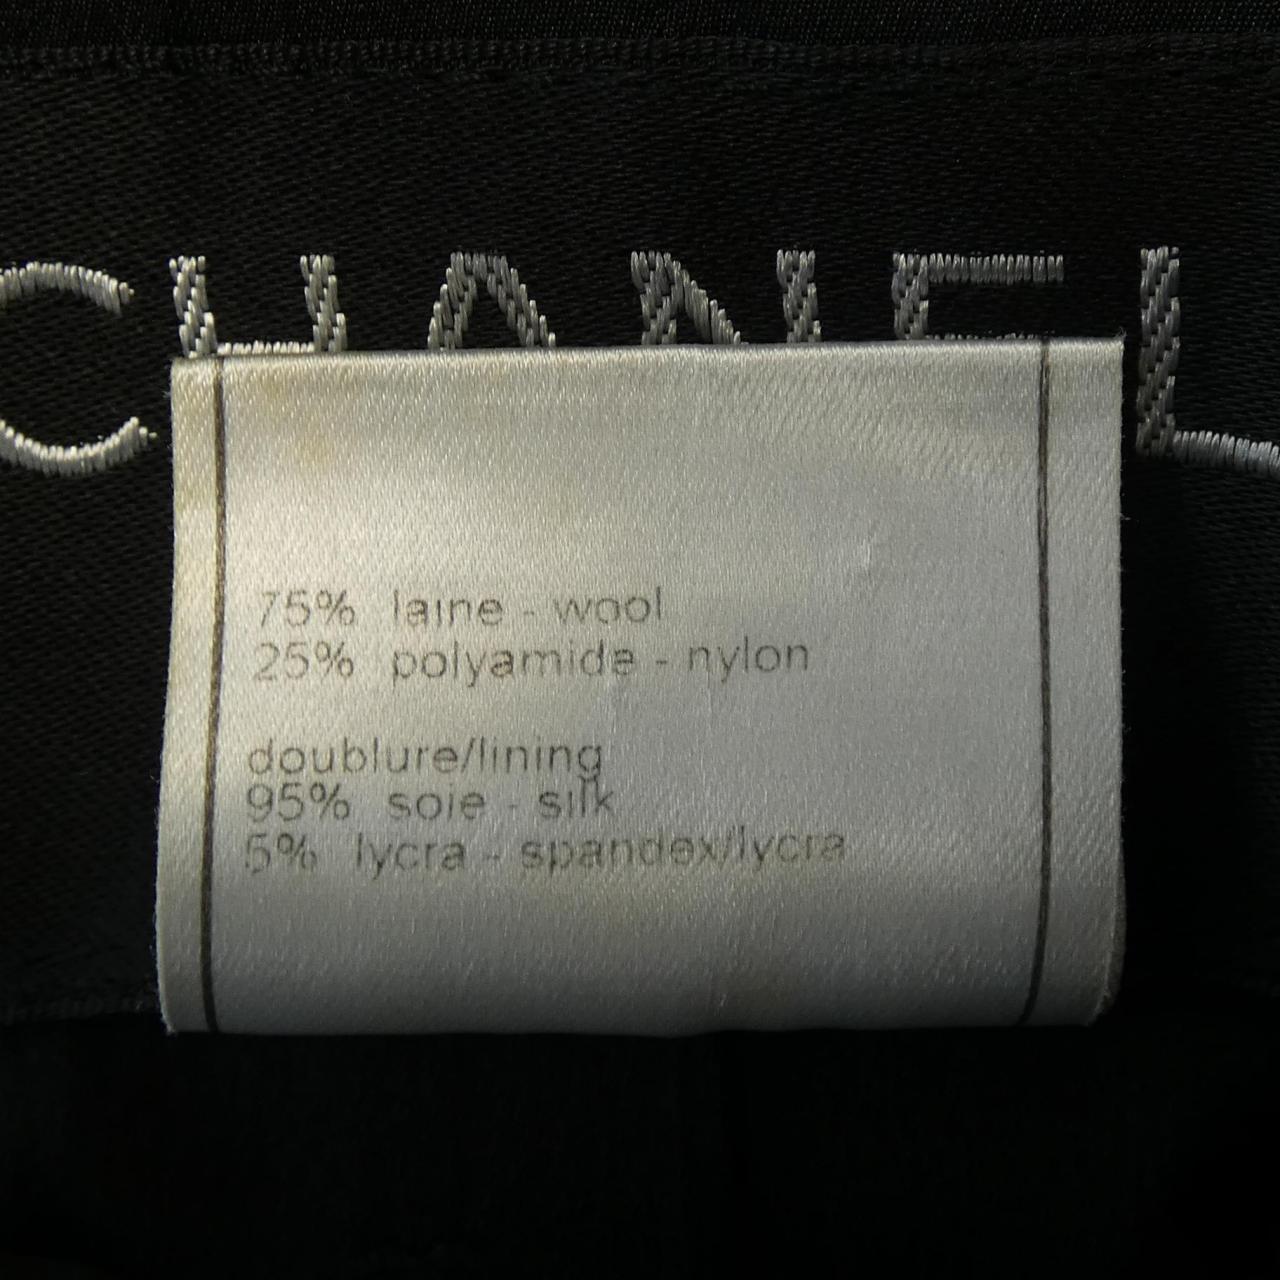 CHANEL
75% laine - wool
25% polyamide - nylon
doublure/lining
95% soie - silk
5% lycra - spandex/lycra